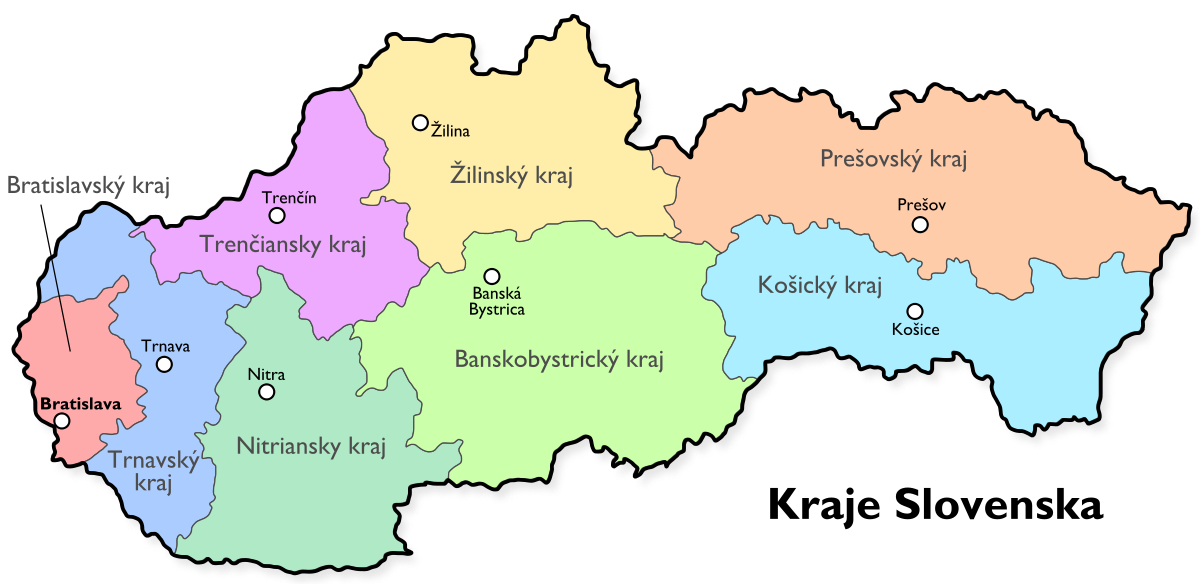 Žilina
Žilinský kraj
Prešovský kraj
Bratislavský kraj
Trenčín
Prešov
Trenčiansky kraj
Košický kraj
Banská
Bystrica
Košice
Trnava
Banskobystrický kraj
Nitra
Bratislava
Nitriansky kraj
Trnavský
kraj
Kraje Slovenska